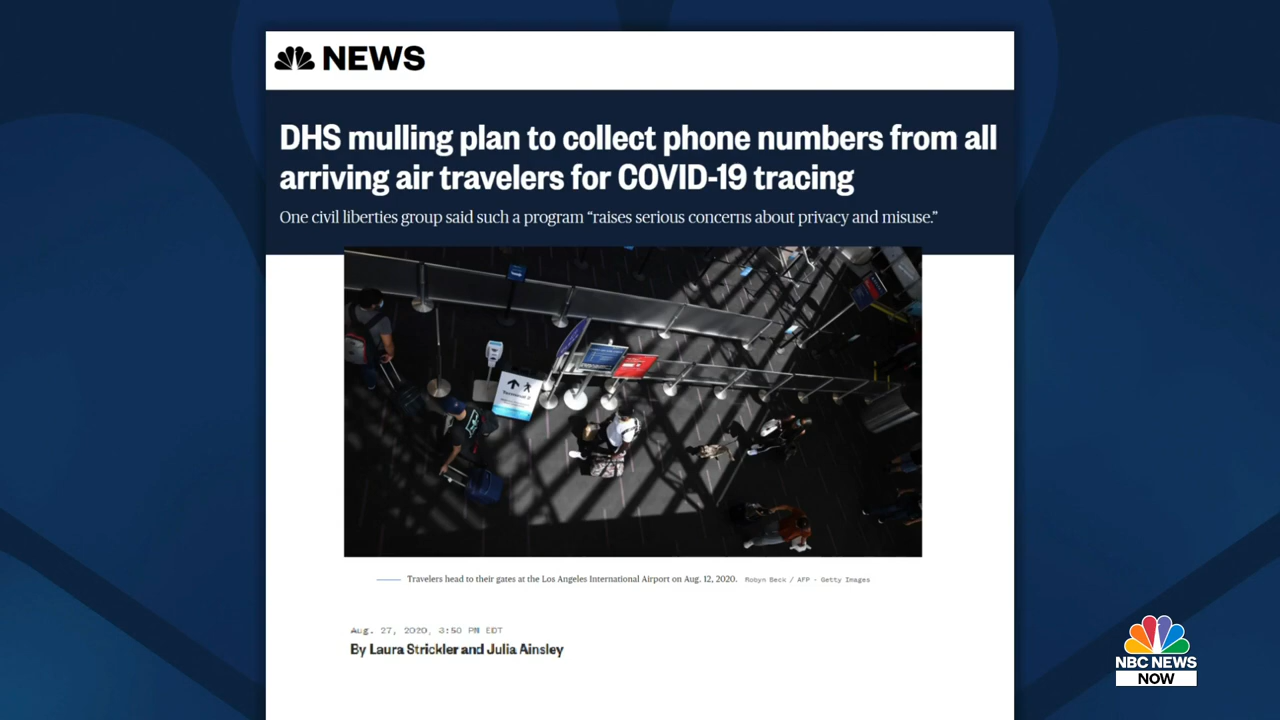 NEWS
DHS mulling plan to collect phone numbers from all
arriving air travelers for COVID-19 tracing
One civil liberties group said such a program “raises serious concerns about privacy and misuse.”
Travelers head to their gates at the Los Angeles International Airport on Aug. 12, 2020. Robyn Beck / AFP - Getty Images
Aug. 27, 2020, 3:50 PM EDT
By Laura Strickler and Julia Ainsley
NBC NEWS
NOW